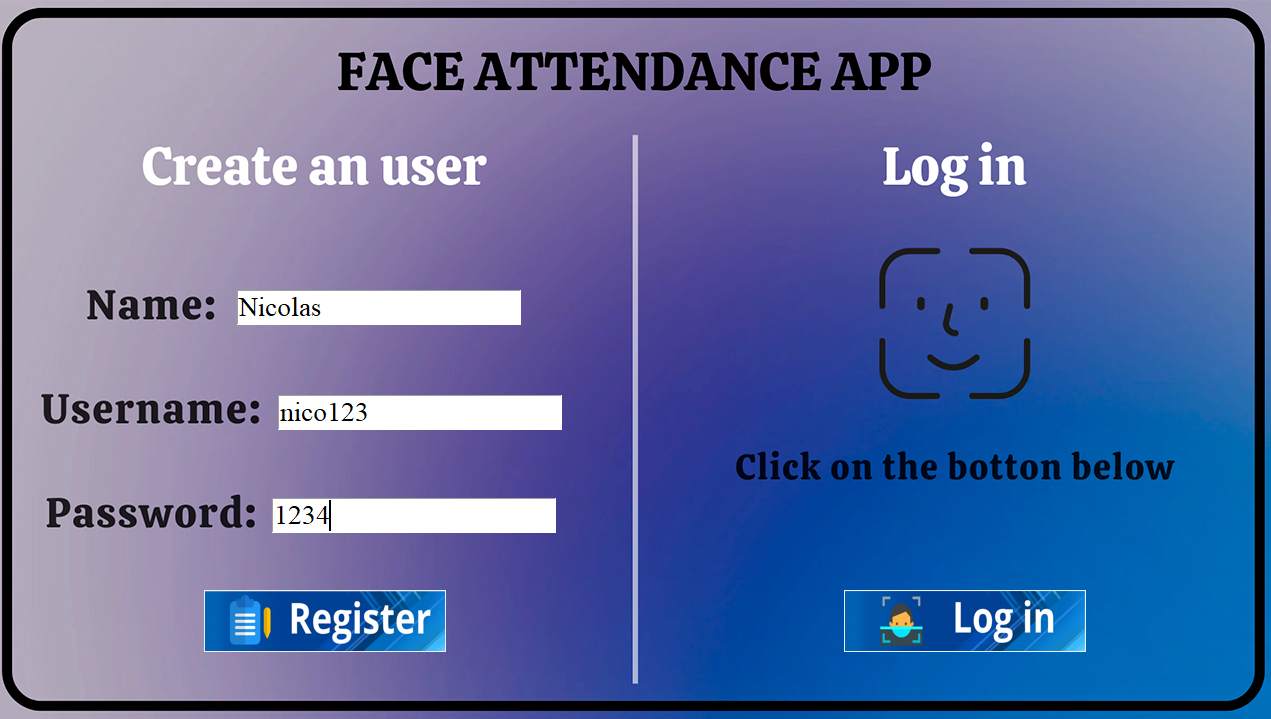 FACE ATTENDANCE APP
Create an user
Name: Nicolas
Username: nico123
Password: 1234
Register
Log in
Click on the botton below
Log in